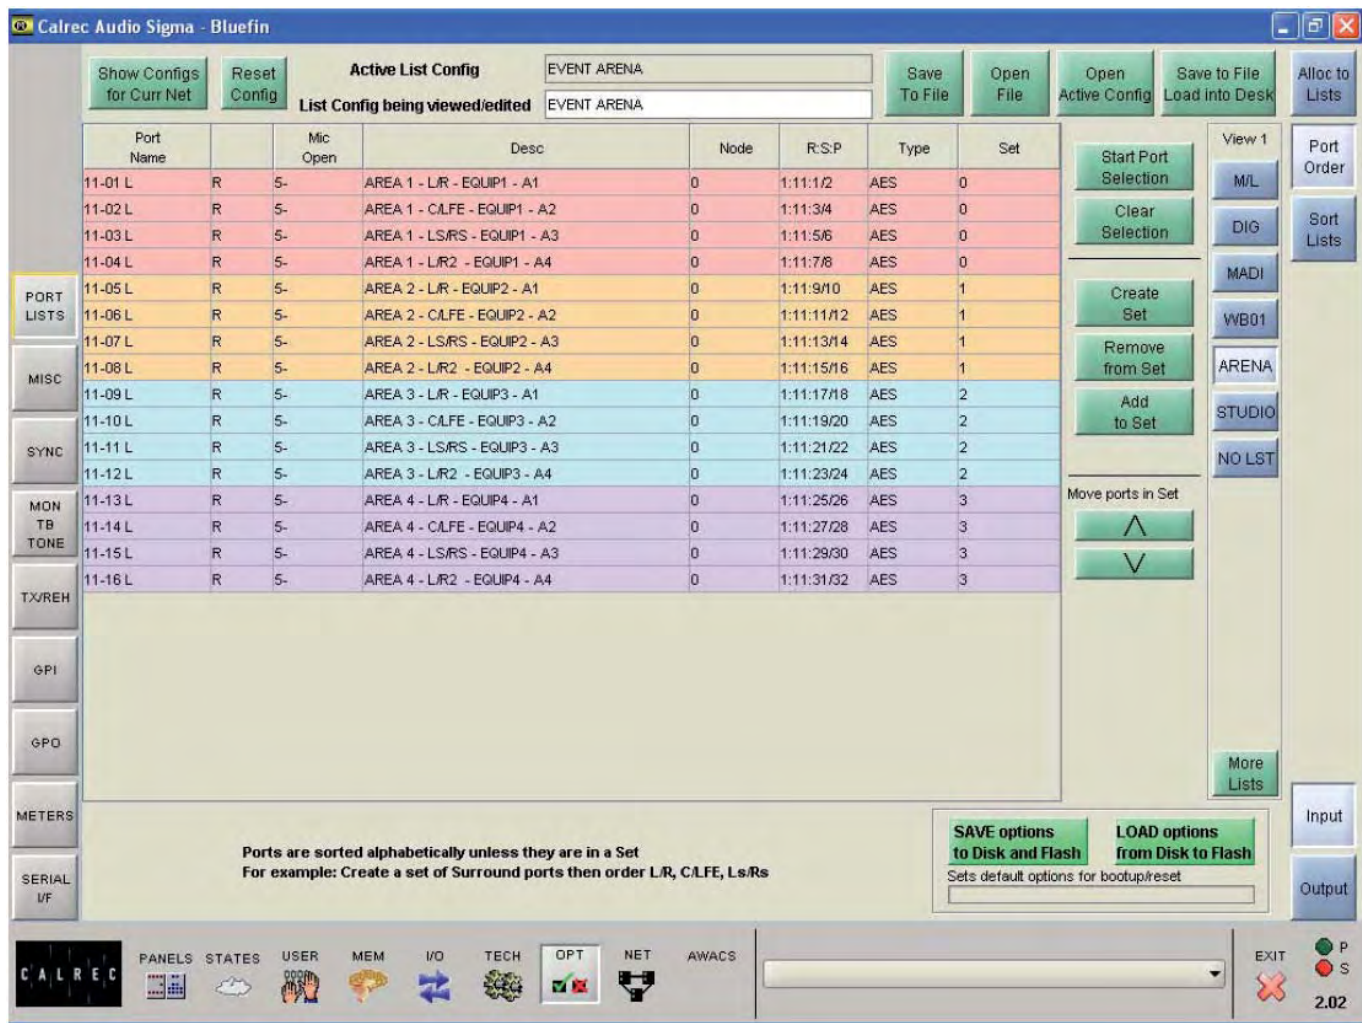 Calrec Audio Sigma - Bluefin
Show Configs for Curr Net
Reset Config
Active List Config
EVENT ARENA
List Config being viewed/edited
EVENT ARENA
Save To File
Open File
Open Active Config
Save to File Load into Desk
Alloc to Lists
Port Name
Mic Open
Desc
Node
R:S:P
Type
Set
11-01 L R 5- AREA 1 - L/R - EQUIP1 - A1 0 1:11:1/2 AES 0
11-02 L R 5- AREA 1 - C/LFE - EQUIP1 - A2 0 1:11:3/4 AES 0
11-03 L R 5- AREA 1 - LS/RS - EQUIP1 - A3 0 1:11:5/6 AES 0
11-04 L R 5- AREA 1 - L/R2 - EQUIP1 - A4 0 1:11:7/8 AES 0
11-05 L R 5- AREA 2 - L/R - EQUIP2 - A1 0 1:11:9/10 AES 1
11-06 L R 5- AREA 2 - C/LFE - EQUIP2 - A2 0 1:11:11/12 AES 1
11-07 L R 5- AREA 2 - LS/RS - EQUIP2 - A3 0 1:11:13/14 AES 1
11-08 L R 5- AREA 2 - L/R2 - EQUIP2 - A4 0 1:11:15/16 AES 1
11-09 L R 5- AREA 3 - L/R - EQUIP3 - A1 0 1:11:17/18 AES 2
11-10 L R 5- AREA 3 - C/LFE - EQUIP3 - A2 0 1:11:19/20 AES 2
11-11 L R 5- AREA 3 - LS/RS - EQUIP3 - A3 0 1:11:21/22 AES 2
11-12 L R 5- AREA 3 - L/R2 - EQUIP3 - A4 0 1:11:23/24 AES 2
11-13 L R 5- AREA 4 - L/R - EQUIP4 - A1 0 1:11:25/26 AES 3
11-14 L R 5- AREA 4 - C/LFE - EQUIP4 - A2 0 1:11:27/28 AES 3
11-15 L R 5- AREA 4 - LS/RS - EQUIP4 - A3 0 1:11:29/30 AES 3
11-16 L R 5- AREA 4 - L/R2 - EQUIP4 - A4 0 1:11:31/32 AES 3
Start Port Selection
Clear Selection
Create Set
Remove from Set
Add to Set
Move ports in Set
View 1
M/L
DIG
MADI
WB01
ARENA
STUDIO
NO LST
More Lists
Port Order
Sort Lists
Input
Output
PORT LISTS
MISC
SYNC
MON TB TONE
TX/REH
GPI
GPO
METERS
SERIAL I/F
Ports are sorted alphabetically unless they are in a Set
For example: Create a set of Surround ports then order L/R, C/LFE, Ls/Rs
SAVE options to Disk and Flash
LOAD options from Disk to Flash
Sets default options for bootup/reset
CALREC
PANELS
STATES
USER
MEM
I/O
TECH
OPT
NET
AWACS
EXIT
P
S
2.02